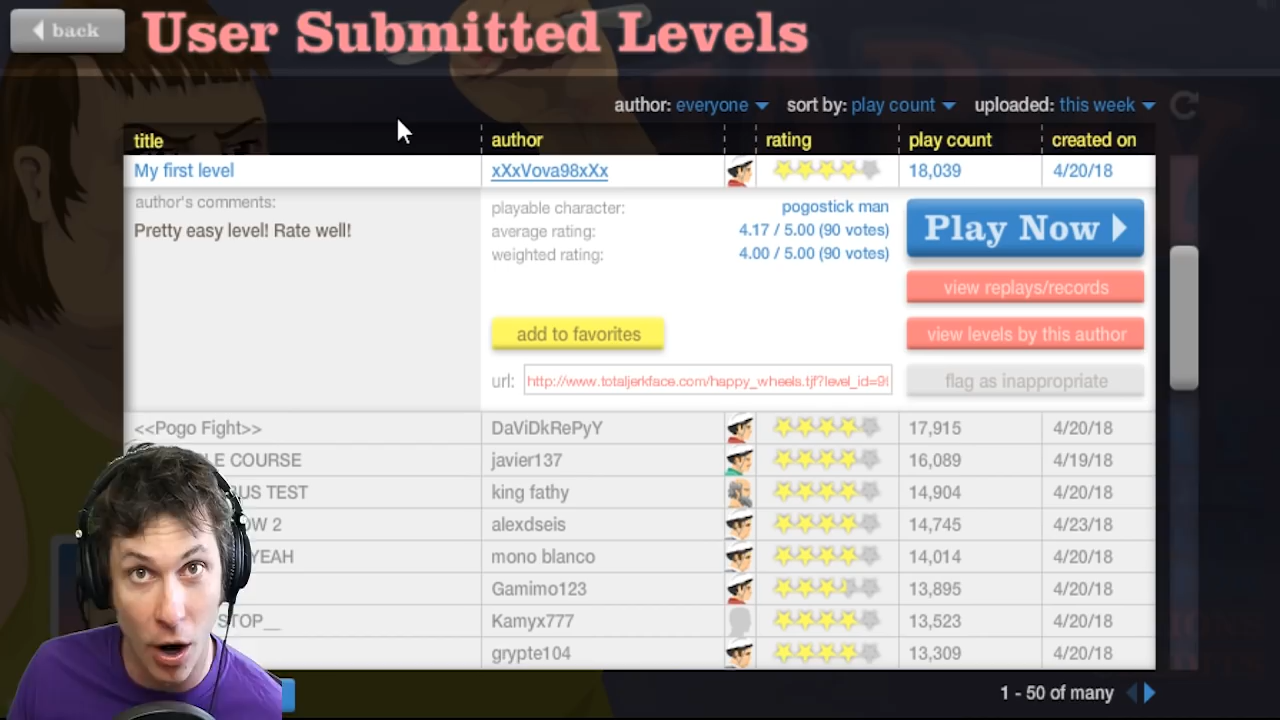 back
User Submitted Levels
author: everyone sort by: play count uploaded: this week
title author rating play count created on
My first level xXxVova98xXx 18,039 4/20/18
author's comments:
Pretty easy level! Rate well!
playable character: pogostick man
average rating: 4.17 / 5.00 (90 votes)
weighted rating: 4.00 / 5.00 (90 votes)
Play Now
view replays/records
add to favorites
view levels by this author
url: http://www.totaljerkface.com/happy_wheels.tjf?level_id=9
flag as inappropriate
<<Pogo Fight>> DaViDkRePyY 17,915 4/20/18
LE COURSE javier137 16,089 4/19/18
BUS TEST king fathy 14,904 4/20/18
OW 2 alexdseis 14,745 4/23/18
YEAH mono blanco 14,014 4/20/18
Gamimo123 13,895 4/20/18
STOP__ Kamyx777 13,523 4/20/18
grypte104 13,309 4/20/18
1 - 50 of many